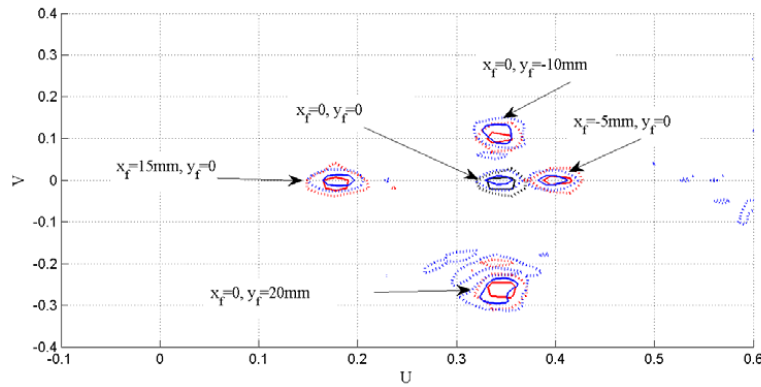 0.4
0.3
0.2
0.1
0
-0.1
-0.2
-0.3
-0.4
V
x_f=0, y_f=-10mm
x_f=0, y_f=0
x_f=-5mm, y_f=0
x_f=15mm, y_f=0
x_f=0, y_f=20mm
-0.1 0 0.1 0.2 0.3 0.4 0.5 0.6
U